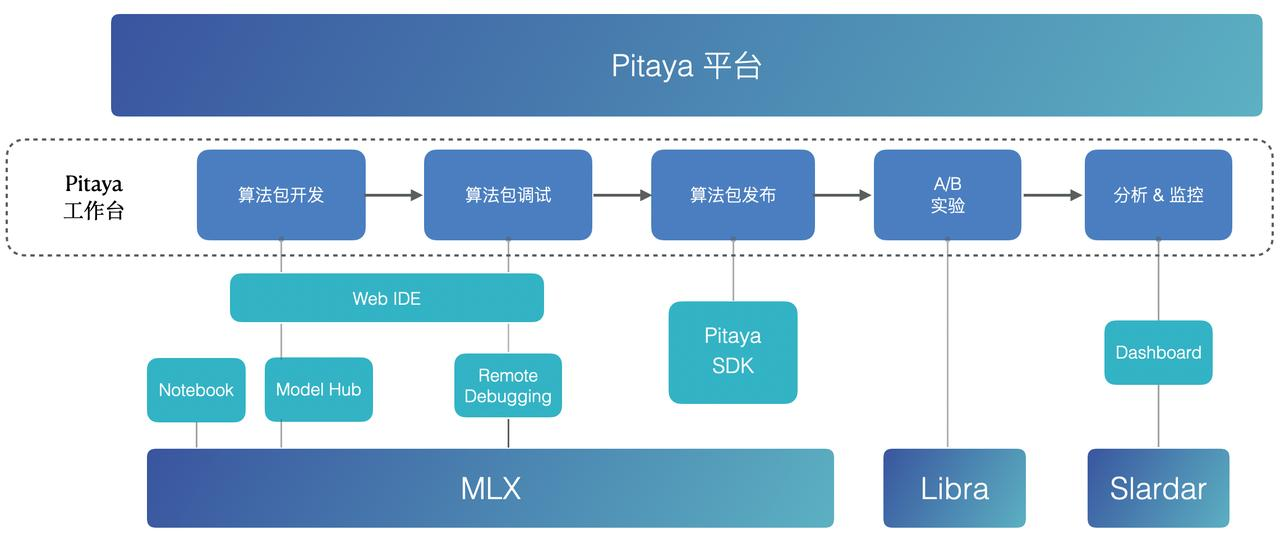 Pitaya 平台
Pitaya
工作台
算法包开发
算法包调试
算法包发布
A/B
实验
分析 & 监控
Web IDE
Pitaya
SDK
Dashboard
Notebook
Model Hub
Remote
Debugging
MLX
Libra
Slardar